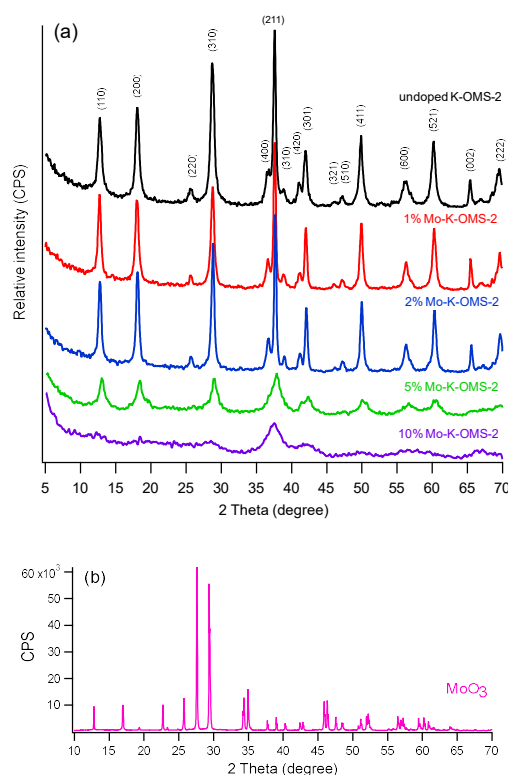 (a)
(211)
(310)
(110)
(200)
undoped K-OMS-2
(220)
(400)
(310)
(420)
(301)
(321)
(510)
(411)
(600)
(521)
(002)
(222)
1% Mo-K-OMS-2
2% Mo-K-OMS-2
5% Mo-K-OMS-2
10% Mo-K-OMS-2
Relative intensity (CPS)
5 10 15 20 25 30 35 40 45 50 55 60 65 70
2 Theta (degree)
(b)
60 x10³
50
40
30
20
10
CPS
MoO3
10 15 20 25 30 35 40 45 50 55 60 65 70
2 Theta (degree)